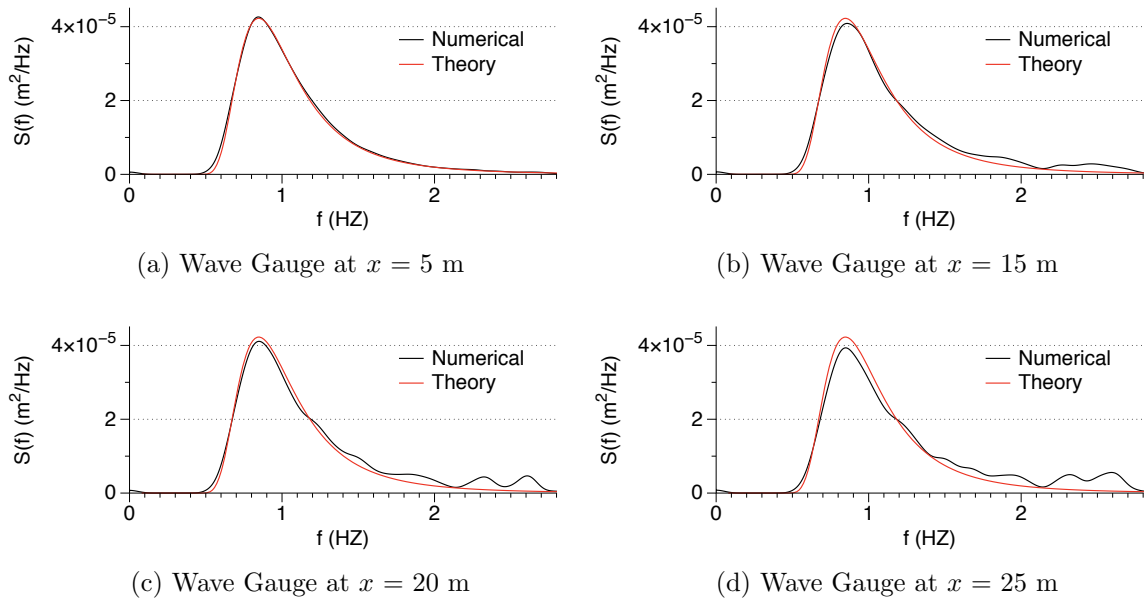 S(f) (m²/Hz)
4×10⁻⁵
2
0
Numerical
Theory
0 1 2
f (HZ)
(a) Wave Gauge at x = 5 m
S(f) (m²/Hz)
4×10⁻⁵
2
0
Numerical
Theory
0 1 2
f (HZ)
(b) Wave Gauge at x = 15 m
S(f) (m²/Hz)
4×10⁻⁵
2
0
Numerical
Theory
0 1 2
f (HZ)
(c) Wave Gauge at x = 20 m
S(f) (m²/Hz)
4×10⁻⁵
2
0
Numerical
Theory
0 1 2
f (HZ)
(d) Wave Gauge at x = 25 m